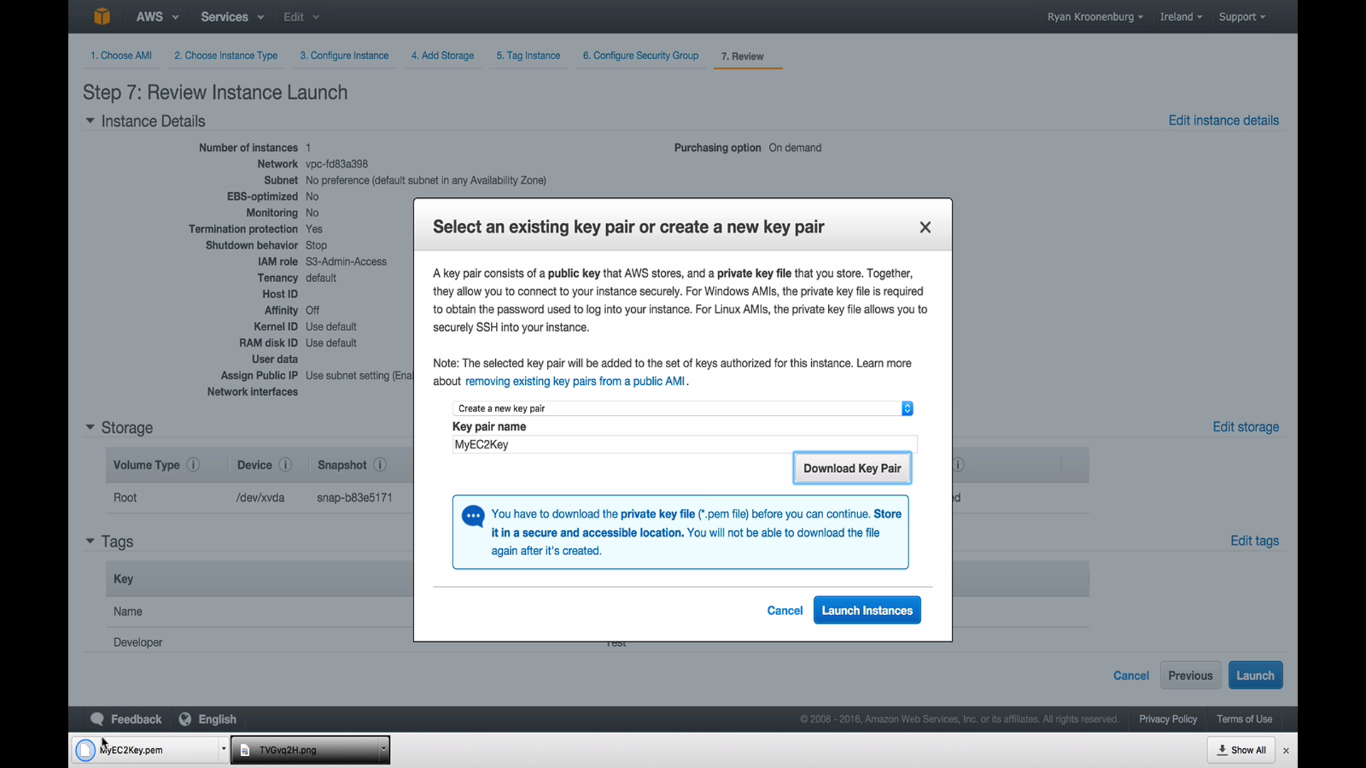 AWS Services Edit Ryan Kroonenburg Ireland Support
1. Choose AMI 2. Choose Instance Type 3. Configure Instance 4. Add Storage 5. Tag Instance 6. Configure Security Group 7. Review
Step 7: Review Instance Launch
Instance Details Edit instance details
Number of instances 1 Purchasing option On demand
Network vpc-fd83a398
Subnet No preference (default subnet in any Availability Zone)
EBS-optimized No
Monitoring No
Termination protection Yes
Shutdown behavior Stop
IAM role S3-Admin-Access
Tenancy default
Host ID
Affinity Off
Kernel ID Use default
RAM disk ID Use default
User data
Assign Public IP Use subnet setting (Ena
Network interfaces
Select an existing key pair or create a new key pair
A key pair consists of a public key that AWS stores, and a private key file that you store. Together,
they allow you to connect to your instance securely. For Windows AMIs, the private key file is required
to obtain the password used to log into your instance. For Linux AMIs, the private key file allows you to
securely SSH into your instance.
Note: The selected key pair will be added to the set of keys authorized for this instance. Learn more
about removing existing key pairs from a public AMI .
Create a new key pair
Key pair name
MyEC2Key
Download Key Pair
You have to download the private key file (*.pem file) before you can continue. Store
it in a secure and accessible location. You will not be able to download the file
again after it's created.
Cancel Launch Instances
Storage Edit storage
Volume Type Device Snapshot
Root /dev/xvda snap-b83e5171 ed
Tags Edit tags
Key
Name
Developer Test
Cancel Previous Launch
Feedback English © 2008 - 2016, Amazon Web Services, Inc. or its affiliates. All rights reserved. Privacy Policy Terms of Use
MyEC2Key.pem TVGvq2H.png Show All